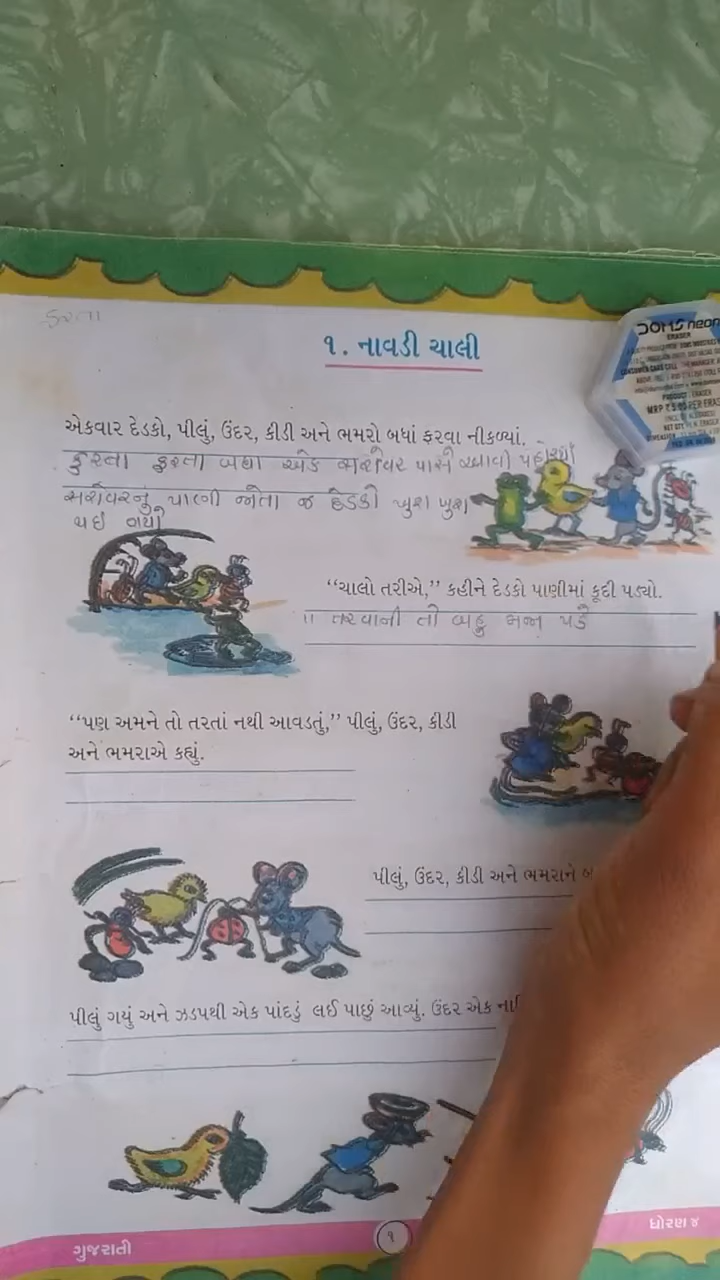 ફરતા
DOMS neon
ERASER
૧. નાવડી ચાલી
એકવાર દેડકો, પીલું, ઉંદર, કીડી અને ભમરો બધાં ફરવા નીકળ્યાં.
ફરતા ફરતા બધા એક સરોવર પાસે આવી પહોંચ્યાં
સરોવરનું પાણી જોતા જ દેડકો ખુશ ખુશ
થઈ ગયો
“ચાલો તરીએ,” કહીને દેડકો પાણીમાં કૂદી પડ્યો.
" તરવાની તો બહુ મજા પડે
“પણ અમને તો તરતાં નથી આવડતું,” પીલું, ઉંદર, કીડી
અને ભમરાએ કહ્યું.
પીલું, ઉંદર, કીડી અને ભમરાને
પીલું ગયું અને ઝડપથી એક પાંદડું લઈ પાછું આવ્યું. ઉંદર એક
ગુજરાતી
૧
ધોરણ ૪